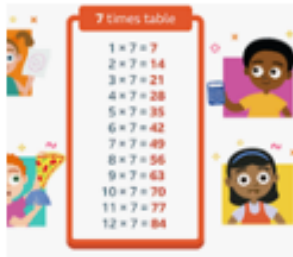 7 times table
1 × 7 = 7
2 × 7 = 14
3 × 7 = 21
4 × 7 = 28
5 × 7 = 35
6 × 7 = 42
7 × 7 = 49
8 × 7 = 56
9 × 7 = 63
10 × 7 = 70
11 × 7 = 77
12 × 7 = 84